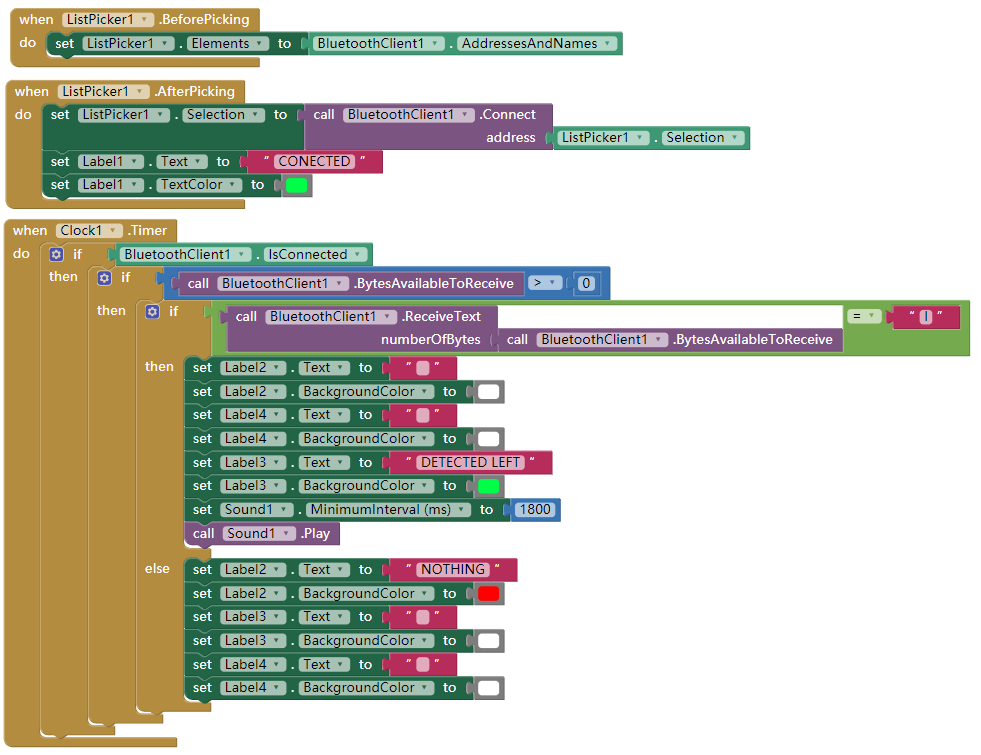 when ListPicker1 .BeforePicking
do set ListPicker1 . Elements to BluetoothClient1 . AddressesAndNames
when ListPicker1 .AfterPicking
do set ListPicker1 . Selection to call BluetoothClient1 .Connect
address ListPicker1 . Selection
set Label1 . Text to " CONECTED "
set Label1 . TextColor to
when Clock1 .Timer
do if BluetoothClient1 . IsConnected
then if call BluetoothClient1 .BytesAvailableToReceive > 0
then if call BluetoothClient1 .ReceiveText = " l "
numberOfBytes call BluetoothClient1 .BytesAvailableToReceive
then set Label2 . Text to " "
set Label2 . BackgroundColor to
set Label4 . Text to " "
set Label4 . BackgroundColor to
set Label3 . Text to " DETECTED LEFT "
set Label3 . BackgroundColor to
set Sound1 . MinimumInterval (ms) to 1800
call Sound1 .Play
else set Label2 . Text to " NOTHING "
set Label2 . BackgroundColor to
set Label3 . Text to " "
set Label3 . BackgroundColor to
set Label4 . Text to " "
set Label4 . BackgroundColor to